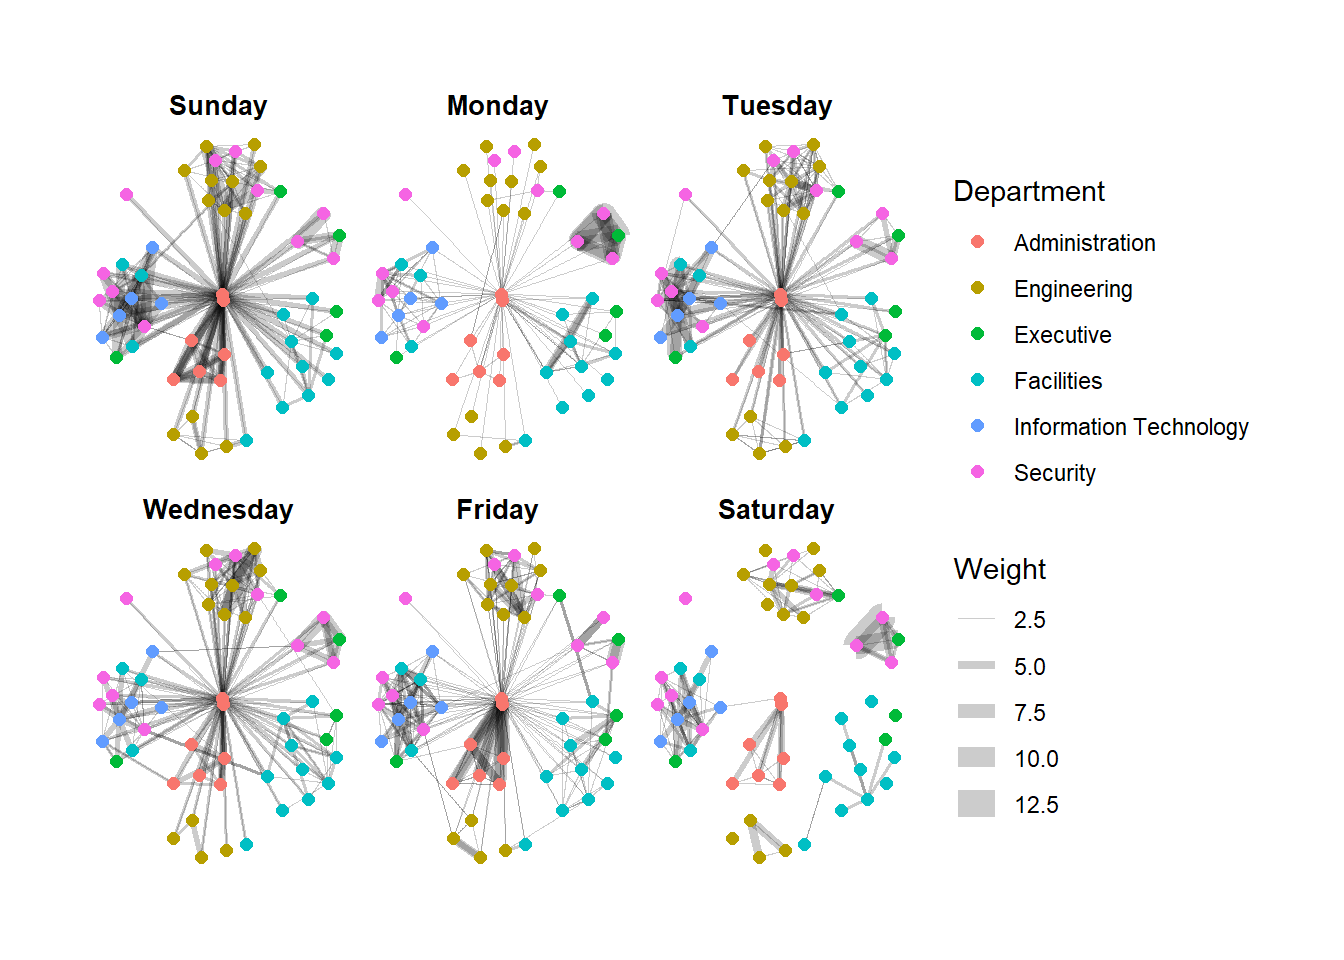 Sunday
Monday
Tuesday
Wednesday
Friday
Saturday
Department
Administration
Engineering
Executive
Facilities
Information Technology
Security
Weight
2.5
5.0
7.5
10.0
12.5